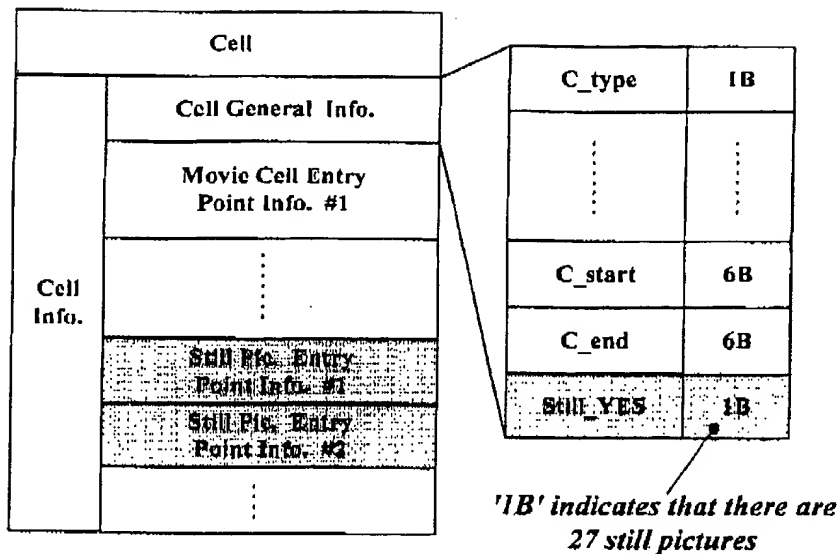 Cell
Cell General Info.
Movie Cell Entry
Point Info. #1
Cell
Info.
Still Pic. Entry
Point Info. #1
Still Pic. Entry
Point Info. #2
C_type 1B
C_start 6B
C_end 6B
Still_YES 1B
'1B' indicates that there are
27 still pictures